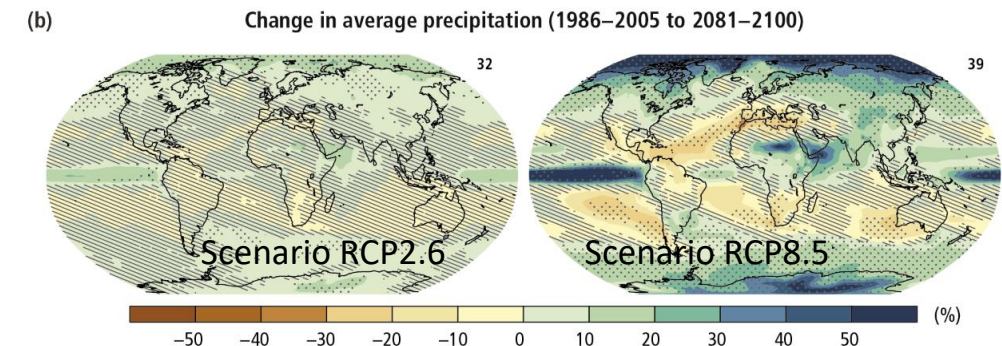 (b) Change in average precipitation (1986–2005 to 2081–2100)
32
39
Scenario RCP2.6
Scenario RCP8.5
(%)
−50 −40 −30 −20 −10 0 10 20 30 40 50